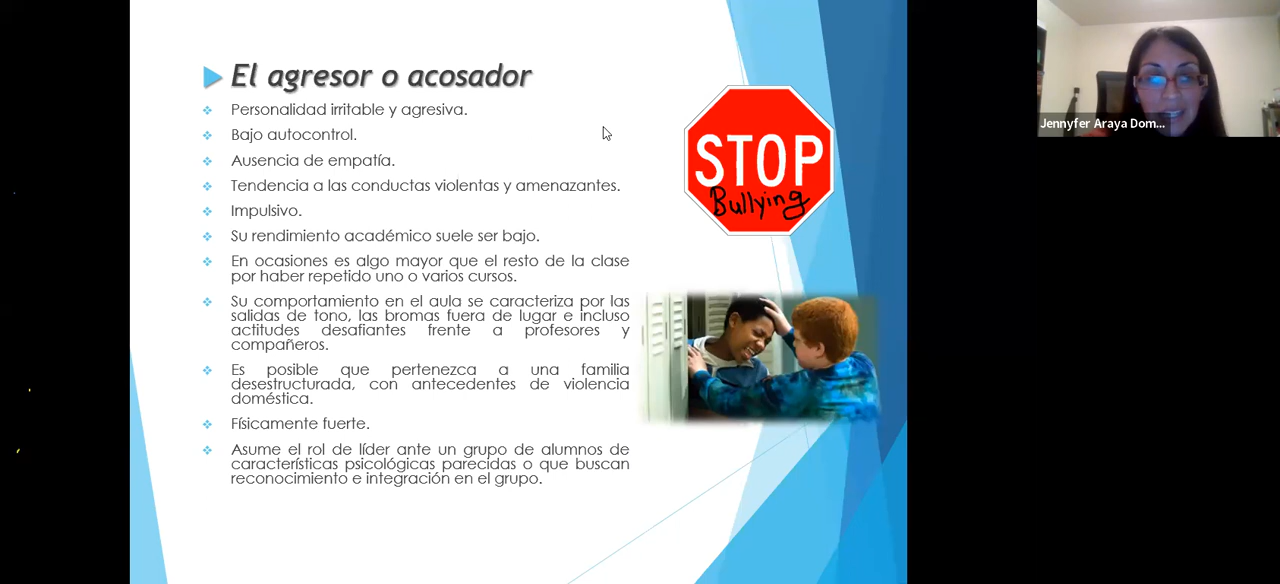 El agresor o acosador
Personalidad irritable y agresiva.
Bajo autocontrol.
Ausencia de empatía.
Tendencia a las conductas violentas y amenazantes.
Impulsivo.
Su rendimiento académico suele ser bajo.
En ocasiones es algo mayor que el resto de la clase
por haber repetido uno o varios cursos.
Su comportamiento en el aula se caracteriza por las
salidas de tono, las bromas fuera de lugar e incluso
actitudes desafiantes frente a profesores y
compañeros.
Es posible que pertenezca a una familia
desestructurada, con antecedentes de violencia
doméstica.
Físicamente fuerte.
Asume el rol de líder ante un grupo de alumnos de
características psicológicas parecidas o que buscan
reconocimiento e integración en el grupo.
STOP
Bullying
Jennyfer Araya Dom...